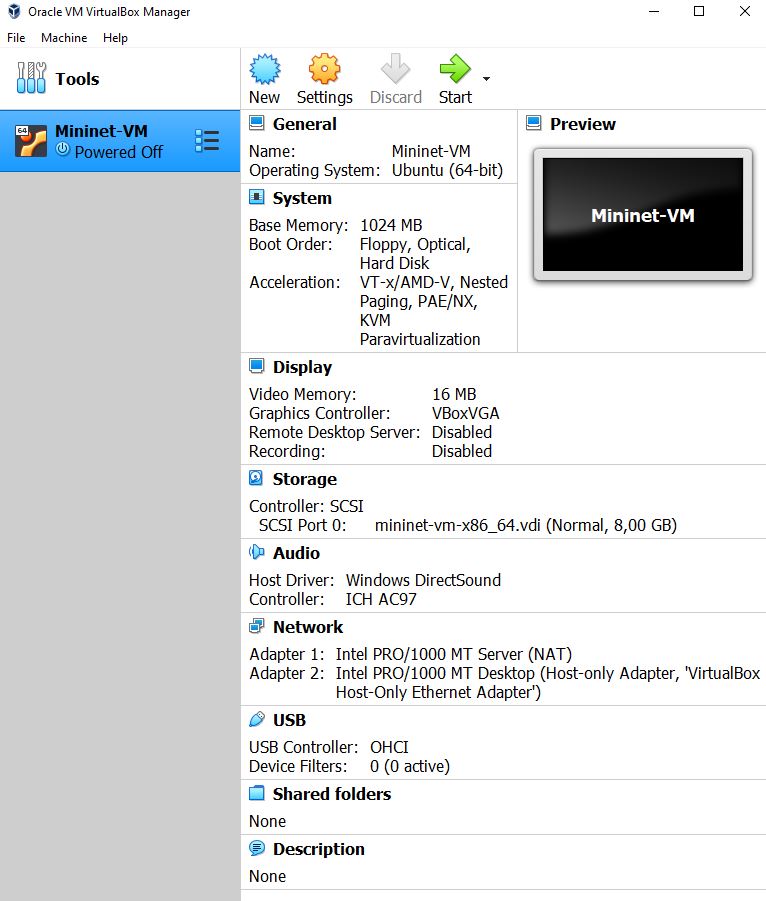 Oracle VM VirtualBox Manager
File Machine Help
Tools
New Settings Discard Start
64
Mininet-VM
Powered Off
General
Name: Mininet-VM
Operating System: Ubuntu (64-bit)
Preview
Mininet-VM
System
Base Memory: 1024 MB
Boot Order: Floppy, Optical,
Hard Disk
Acceleration: VT-x/AMD-V, Nested
Paging, PAE/NX,
KVM
Paravirtualization
Display
Video Memory: 16 MB
Graphics Controller: VBoxVGA
Remote Desktop Server: Disabled
Recording: Disabled
Storage
Controller: SCSI
SCSI Port 0: mininet-vm-x86_64.vdi (Normal, 8,00 GB)
Audio
Host Driver: Windows DirectSound
Controller: ICH AC97
Network
Adapter 1: Intel PRO/1000 MT Server (NAT)
Adapter 2: Intel PRO/1000 MT Desktop (Host-only Adapter, 'VirtualBox
Host-Only Ethernet Adapter')
USB
USB Controller: OHCI
Device Filters: 0 (0 active)
Shared folders
None
Description
None